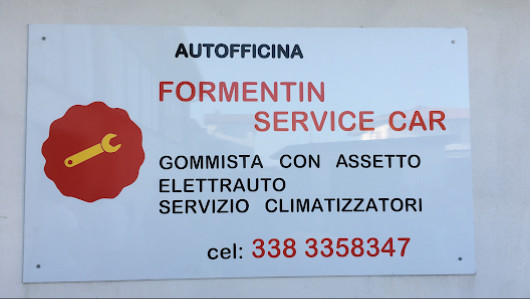 AUTOFFICINA
FORMENTIN
SERVICE CAR
GOMMISTA CON ASSETTO
ELETTRAUTO
SERVIZIO CLIMATIZZATORI
cel: 338 3358347